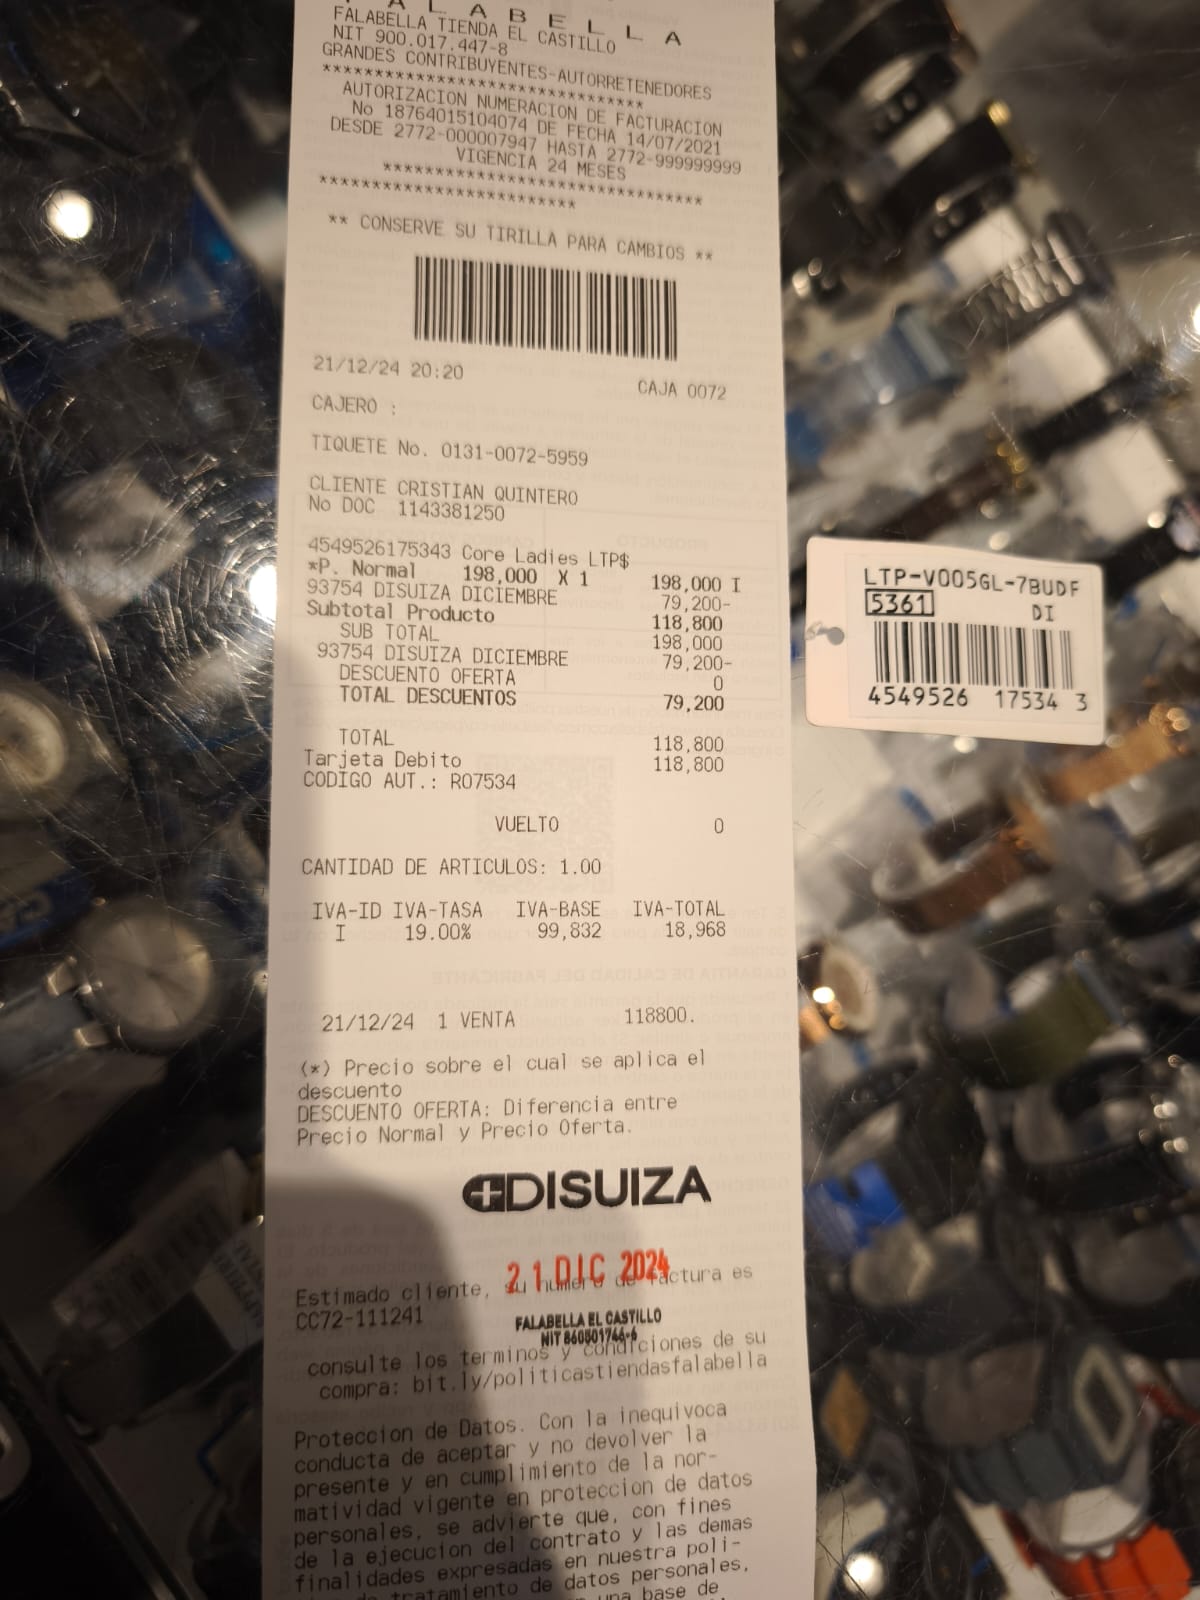 FALABELLA
FALABELLA TIENDA EL CASTILLO
NIT 900.017.447-8
GRANDES CONTRIBUYENTES-AUTORRETENEDORES
*******************************
AUTORIZACION NUMERACION DE FACTURACION
No 18764015104074 DE FECHA 14/07/2021
DESDE 2772-000007947 HASTA 2772-999999999
VIGENCIA 24 MESES
*******************************
*************************
** CONSERVE SU TIRILLA PARA CAMBIOS **
21/12/24 20:20 CAJA 0072
CAJERO :
TIQUETE No. 0131-0072-5959
CLIENTE CRISTIAN QUINTERO
No DOC 1143381250
4549526175343 Core Ladies LTP$
*P. Normal 198,000 X 1 198,000 I
93754 DISUIZA DICIEMBRE 79,200-
Subtotal Producto 118,800
SUB TOTAL 198,000
93754 DISUIZA DICIEMBRE 79,200-
DESCUENTO OFERTA 0
TOTAL DESCUENTOS 79,200
TOTAL 118,800
Tarjeta Debito 118,800
CODIGO AUT.: R07534
VUELTO 0
CANTIDAD DE ARTICULOS: 1.00
IVA-ID IVA-TASA IVA-BASE IVA-TOTAL
I 19.00% 99,832 18,968
21/12/24 1 VENTA 118800.
(*) Precio sobre el cual se aplica el
descuento
DESCUENTO OFERTA: Diferencia entre
Precio Normal y Precio Oferta.
DISUIZA
21 DIC 2024
Estimado cliente, su numero de factura es
CC72-111241
FALABELLA EL CASTILLO
NIT 860801746-6
consulte los terminos y condiciones de su
compra: bit.ly/politicastiendasfalabella
Proteccion de Datos. Con la inequivoca
conducta de aceptar y no devolver la
presente y en cumplimiento de la nor-
matividad vigente en proteccion de datos
personales, se advierte que, con fines
de la ejecucion del contrato y las demas
finalidades expresadas en nuestra poli-
tratamiento de datos personales,
una base de
LTP-V005GL-7BUDF
5361 DI
4549526 17534 3